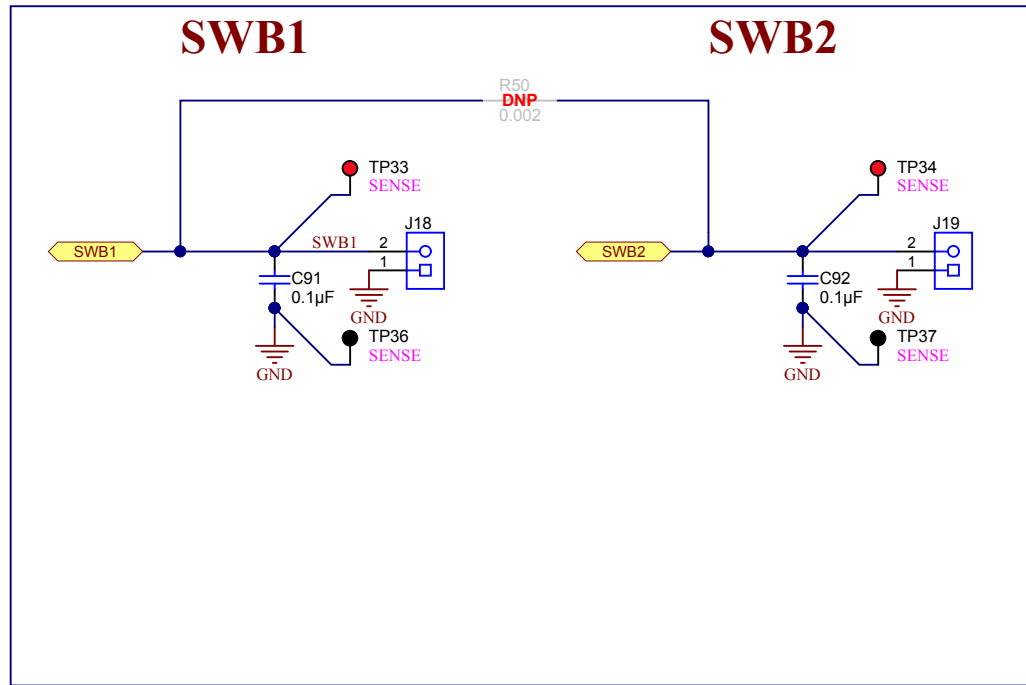 SWB1
SWB2
R50
DNP
0.002
TP33
SENSE
TP34
SENSE
J18
J19
SWB1
SWB1
2
1
SWB2
2
1
C91
0.1µF
C92
0.1µF
GND
GND
TP36
SENSE
TP37
SENSE
GND
GND